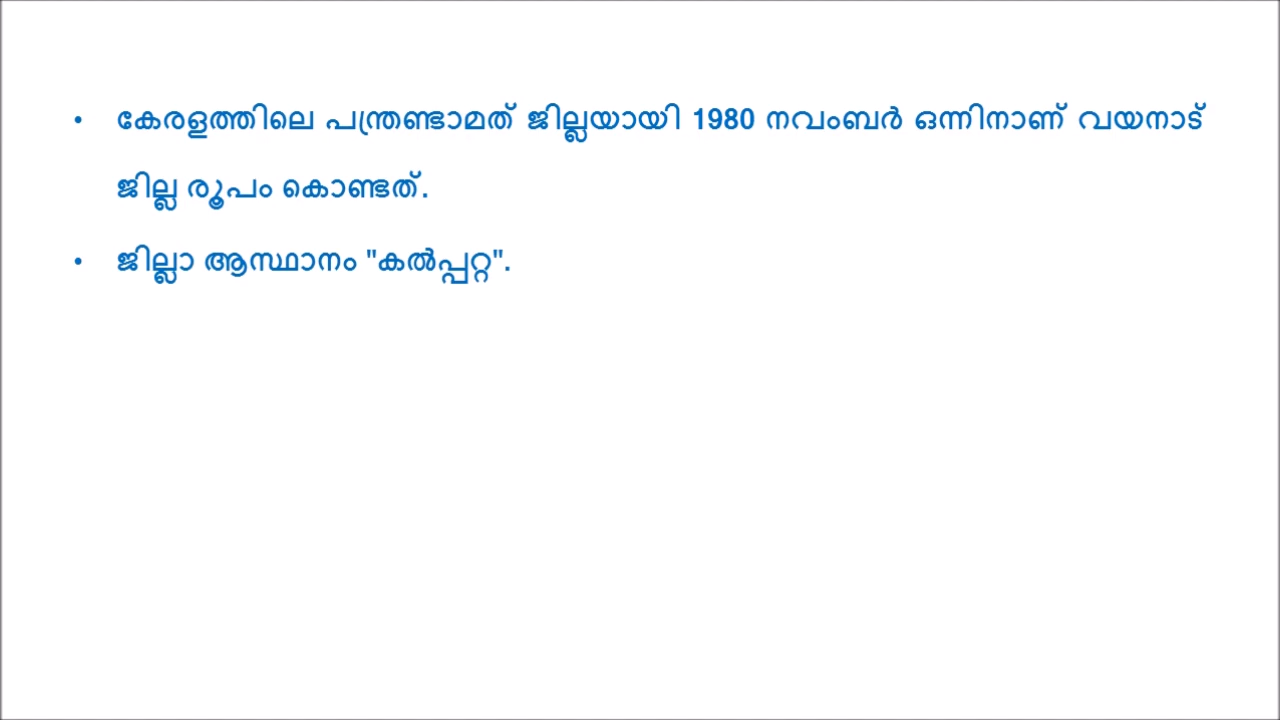 • കേരളത്തിലെ പന്ത്രണ്ടാമത് ജില്ലയായി 1980 നവംബർ ഒന്നിനാണ് വയനാട്
ജില്ല രൂപം കൊണ്ടത്.
• ജില്ലാ ആസ്ഥാനം "കൽപ്പറ്റ".